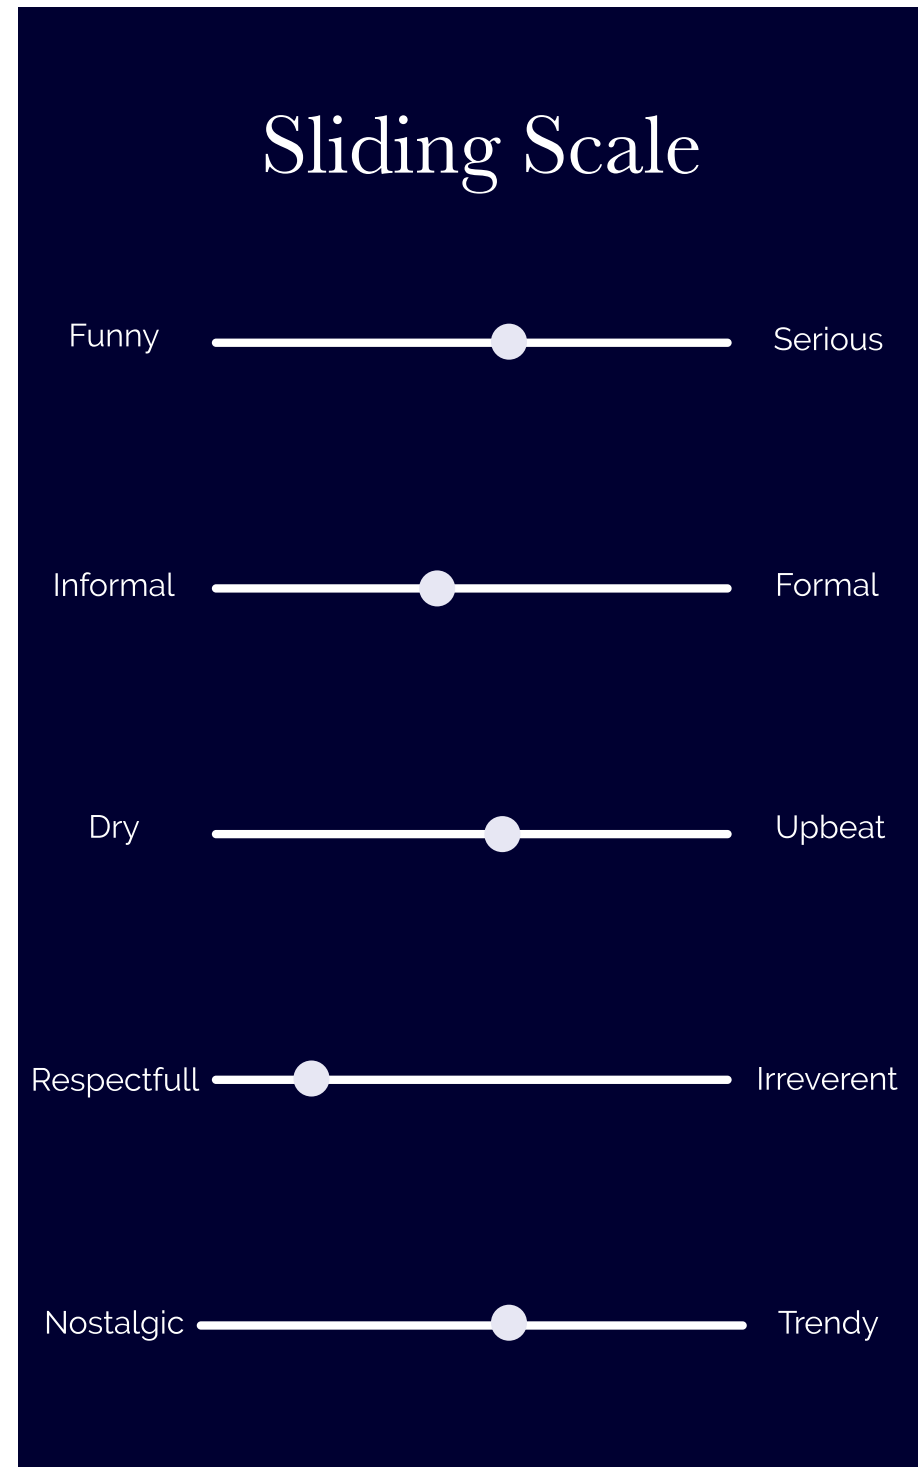 Sliding Scale
Funny Serious
Informal Formal
Dry Upbeat
Respectfull Irreverent
Nostalgic Trendy